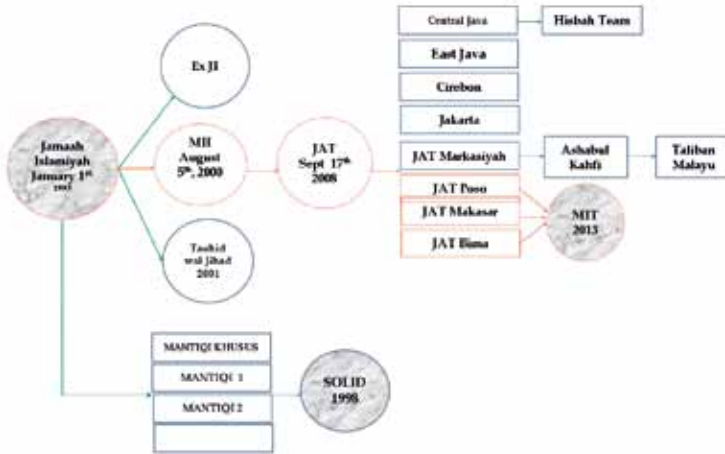 Central Java
Hisbah Team
Ex JI
East Java
Cirebon
Jakarta
Jamaah
Islamiyah
January 1st
MII
August
5th, 2000
JAT
Sept 17th
2008
JAT Markasiyah
Ashabul
Kahfi
Taliban
Malayu
JAT Poso
JAT Makasar
JAT Bima
MIT
2013
Tauhid
wal Jihad
2001
MANTIQI KHUSUS
MANTIQI 1
MANTIQI 2
SOLID
1998